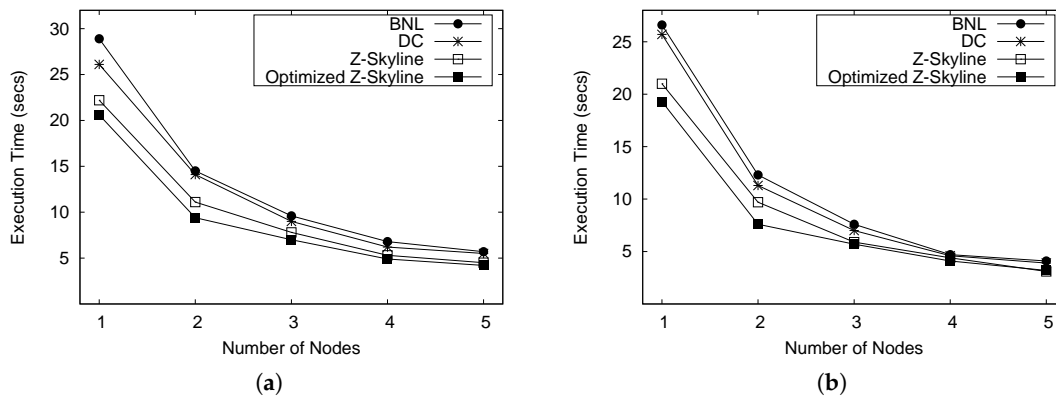 30
25
20
15
10
5
Execution Time (secs)
BNL
DC
Z-Skyline
Optimized Z-Skyline
1 2 3 4 5
Number of Nodes
(a)
25
20
15
10
5
Execution Time (secs)
BNL
DC
Z-Skyline
Optimized Z-Skyline
1 2 3 4 5
Number of Nodes
(b)